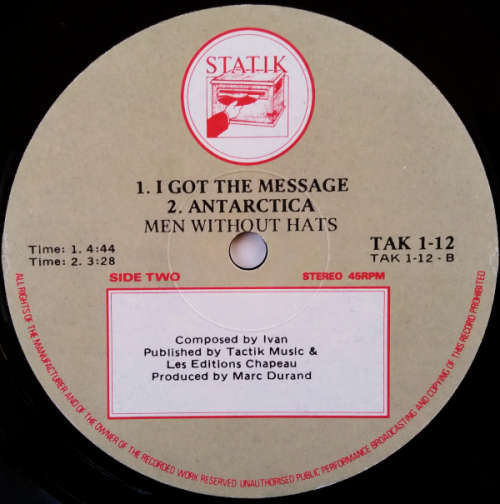 STATIK
1. I GOT THE MESSAGE
2. ANTARCTICA
MEN WITHOUT HATS
Time: 1. 4:44
Time: 2. 3:28
TAK 1-12
TAK 1-12 - B
SIDE TWO
STEREO 45RPM
Composed by Ivan
Published by Tactik Music &
Les Editions Chapeau
Produced by Marc Durand
ALL RIGHTS OF THE MANUFACTURER AND OF THE OWNER OF THE RECORDED WORK RESERVED UNAUTHORISED PUBLIC PERFORMANCE BROADCASTING AND COPYING OF THIS RECORD PROHIBITED